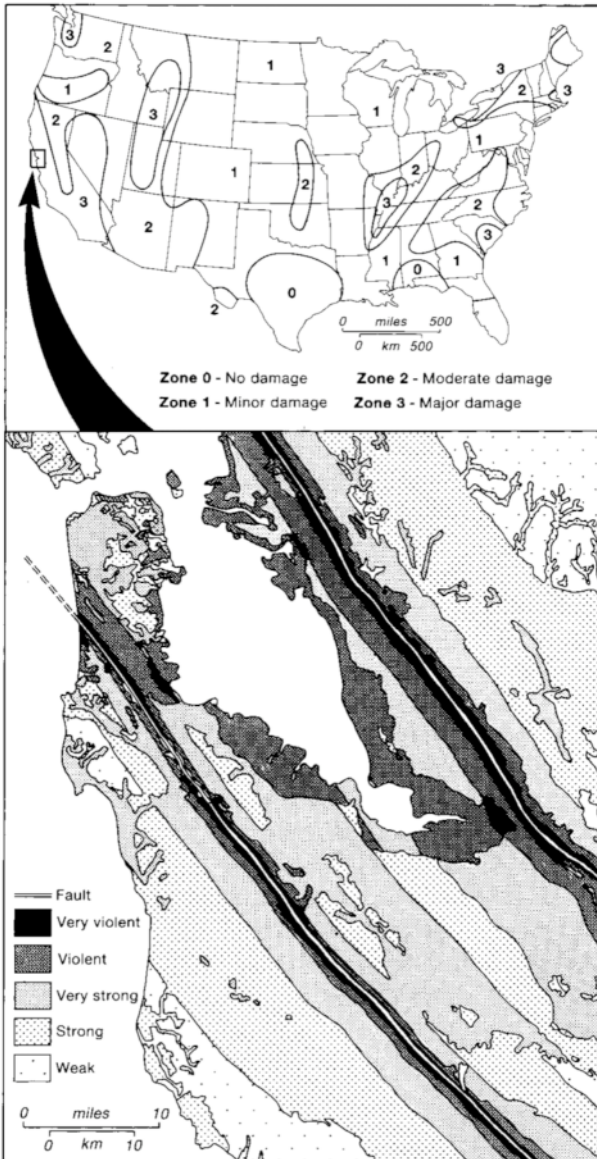 3
2
1
2
3
2
3
1
2
2
0
1
2
3
1
0
1
3
2
1
2
3
3
2
1
3
0 miles 500
0 km 500
Zone 0 - No damage
Zone 2 - Moderate damage
Zone 1 - Minor damage
Zone 3 - Major damage
Fault
Very violent
Violent
Very strong
Strong
Weak
0 miles 10
0 km 10